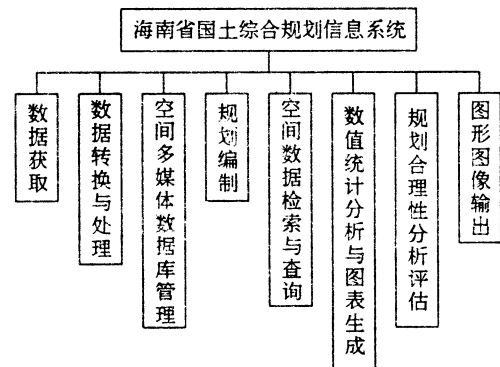 海南省国土综合规划信息系统
数据获取
数据转换与处理
空间多媒体数据库管理
规划编制
空间数据检索与查询
数值统计分析与图表生成
规划合理性分析评估
图形图像输出